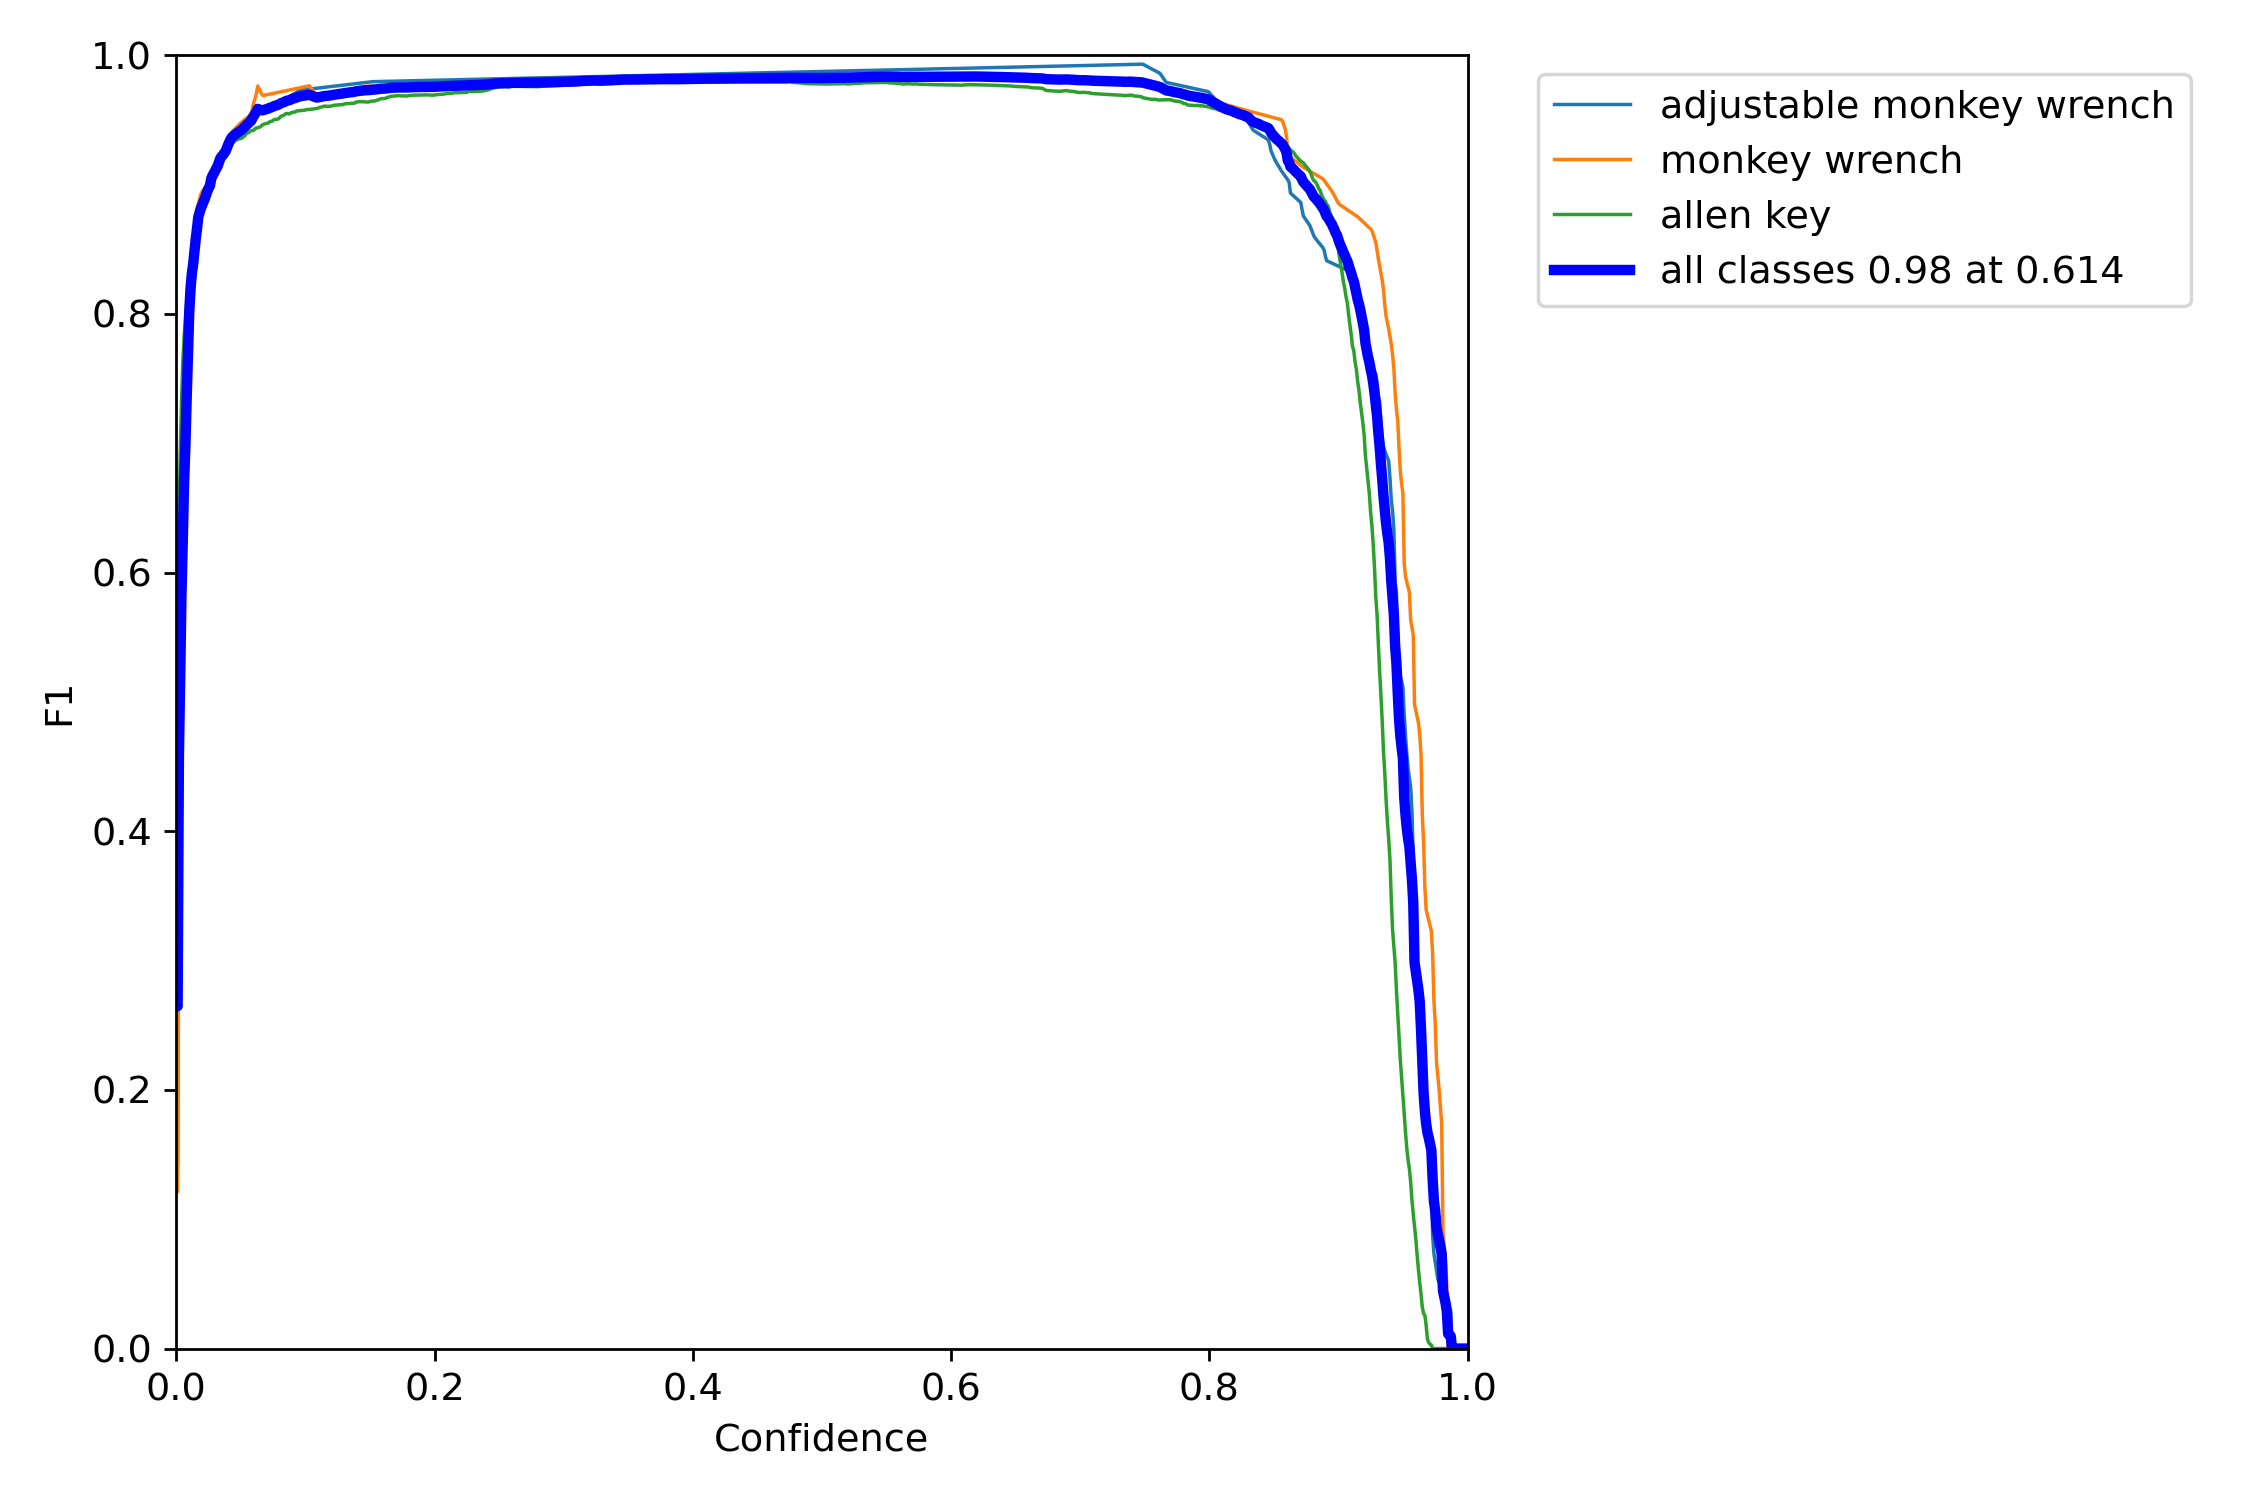 1.0
0.8
0.6
0.4
0.2
0.0
F1
0.0 0.2 0.4 0.6 0.8 1.0
Confidence
adjustable monkey wrench
monkey wrench
allen key
all classes 0.98 at 0.614